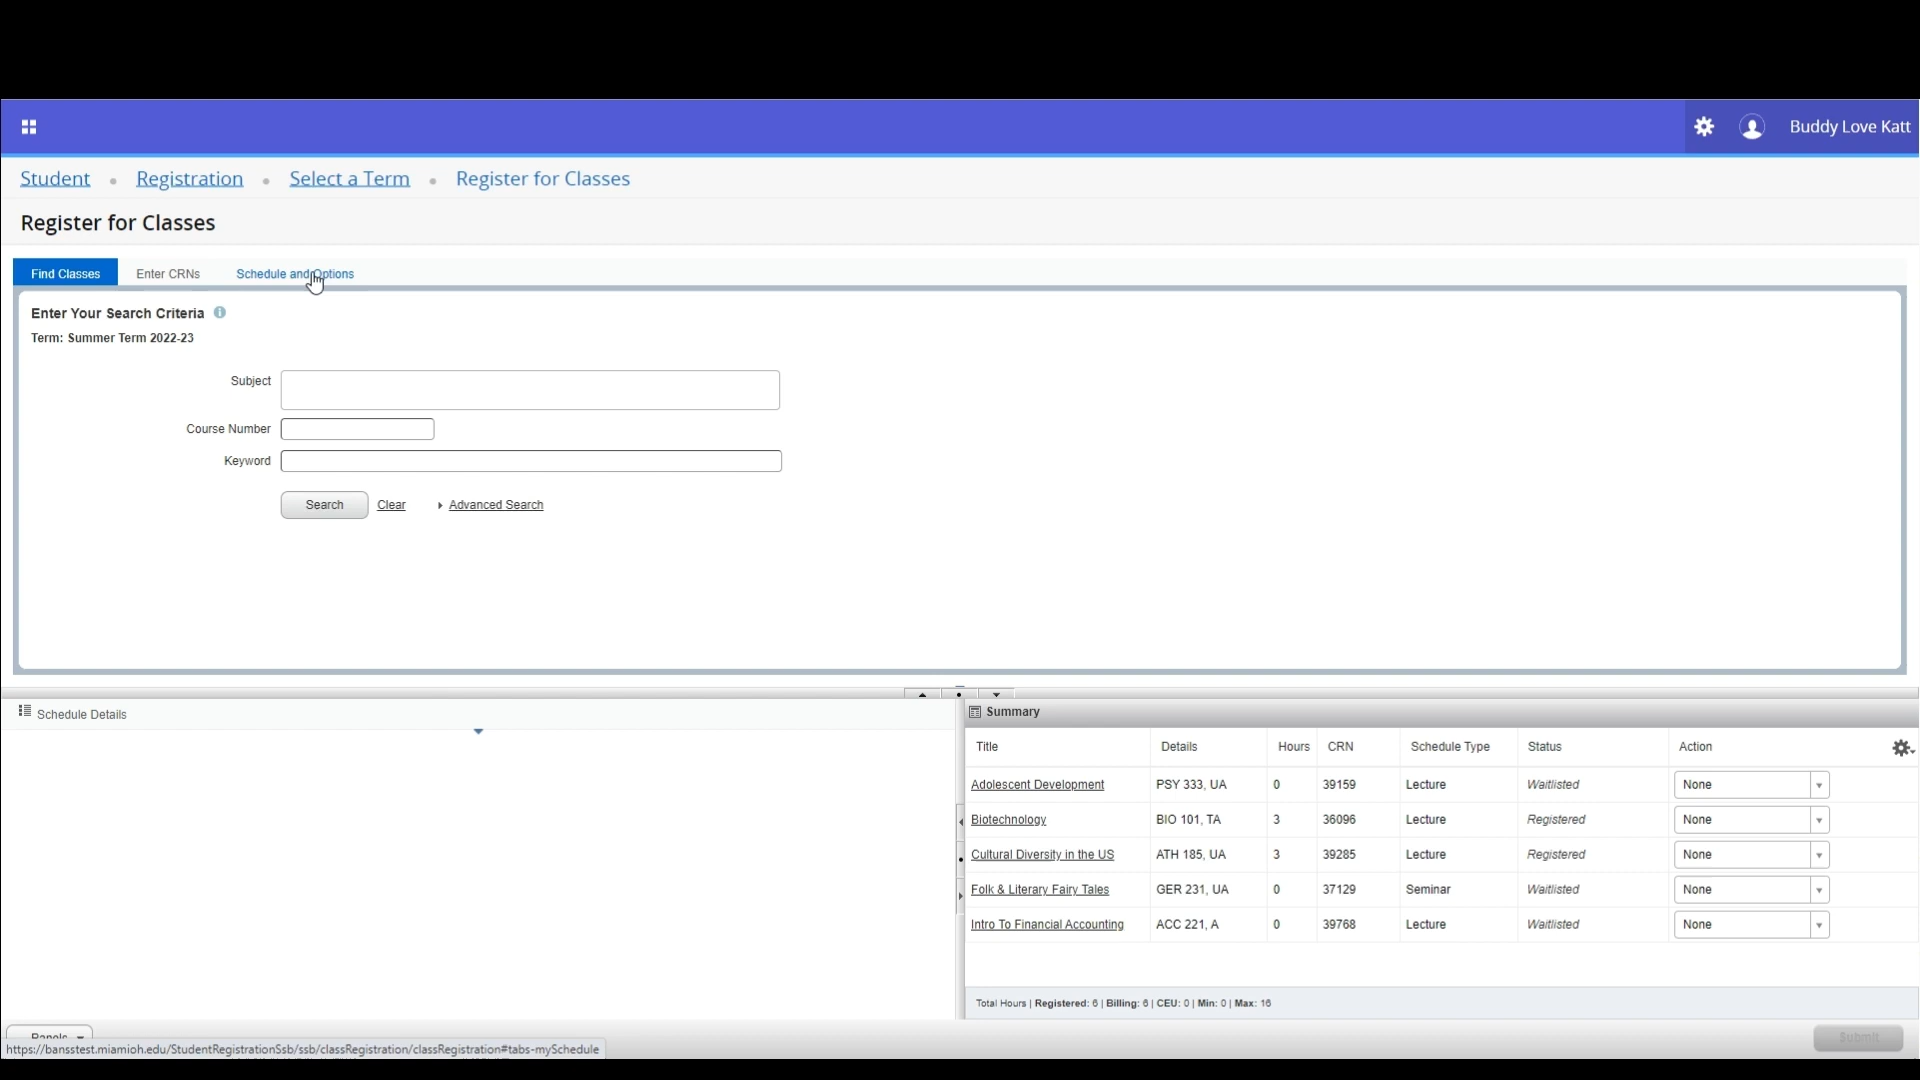 Buddy Love Katt
Student • Registration • Select a Term • Register for Classes
Register for Classes
Find Classes Enter CRNs Schedule and Options
Enter Your Search Criteria
Term: Summer Term 2022-23
Subject
Course Number
Keyword
Search Clear Advanced Search
Schedule Details
Summary
Title Details Hours CRN Schedule Type Status Action
Adolescent Development PSY 333, UA 0 39159 Lecture Waitlisted None
Biotechnology BIO 101, TA 3 36096 Lecture Registered None
Cultural Diversity in the US ATH 185, UA 3 39285 Lecture Registered None
Folk & Literary Fairy Tales GER 231, UA 0 37129 Seminar Waitlisted None
Intro To Financial Accounting ACC 221, A 0 39768 Lecture Waitlisted None
Total Hours | Registered: 6 | Billing: 6 | CEU: 0 | Min: 0 | Max: 16
Panels
Submit
https://bansstest.miamioh.edu/StudentRegistrationSsb/ssb/classRegistration/classRegistration#tabs-mySchedule